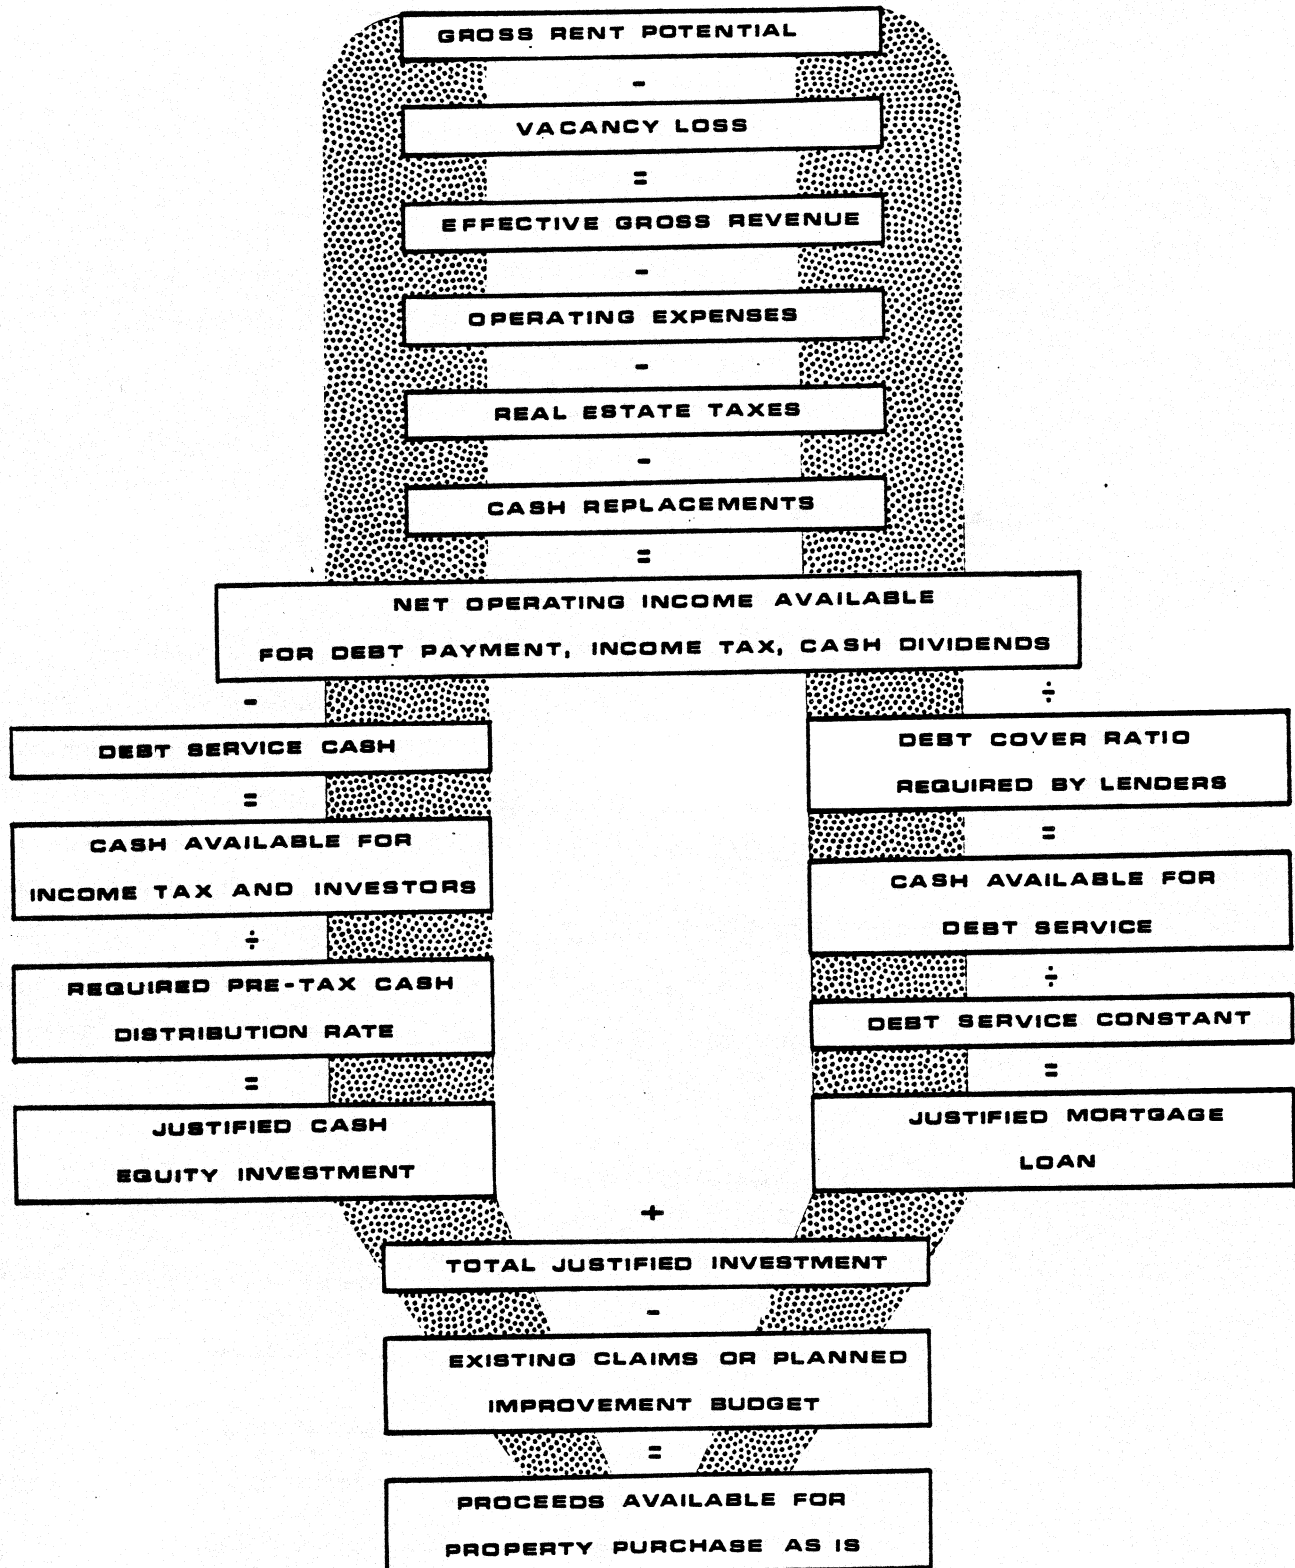 GROSS RENT POTENTIAL
-
VACANCY LOSS
=
EFFECTIVE GROSS REVENUE
-
OPERATING EXPENSES
-
REAL ESTATE TAXES
-
CASH REPLACEMENTS
=
NET OPERATING INCOME AVAILABLE
FOR DEBT PAYMENT, INCOME TAX, CASH DIVIDENDS
-
DEBT SERVICE CASH
=
CASH AVAILABLE FOR
INCOME TAX AND INVESTORS
÷
REQUIRED PRE-TAX CASH
DISTRIBUTION RATE
=
JUSTIFIED CASH
EQUITY INVESTMENT
÷
DEBT COVER RATIO
REQUIRED BY LENDERS
=
CASH AVAILABLE FOR
DEBT SERVICE
÷
DEBT SERVICE CONSTANT
=
JUSTIFIED MORTGAGE
LOAN
+
TOTAL JUSTIFIED INVESTMENT
-
EXISTING CLAIMS OR PLANNED
IMPROVEMENT BUDGET
=
PROCEEDS AVAILABLE FOR
PROPERTY PURCHASE AS IS